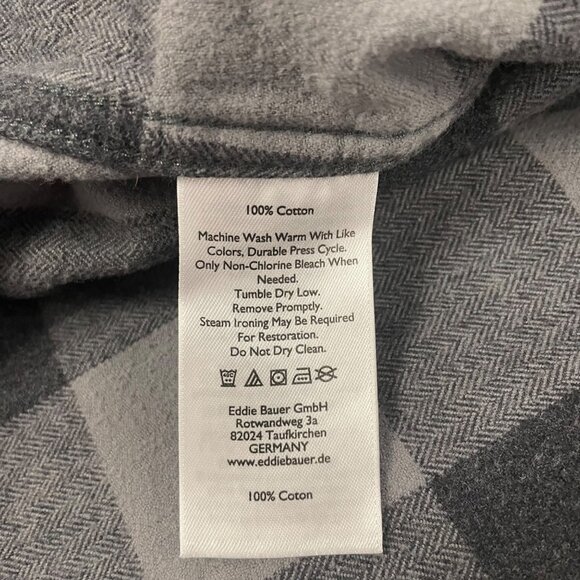 100% Cotton
Machine Wash Warm With Like
Colors, Durable Press Cycle.
Only Non-Chlorine Bleach When
Needed.
Tumble Dry Low.
Remove Promptly.
Steam Ironing May Be Required
For Restoration.
Do Not Dry Clean.
Eddie Bauer GmbH
Rotwandweg 3a
82024 Taufkirchen
GERMANY
www.eddiebauer.de
100% Coton